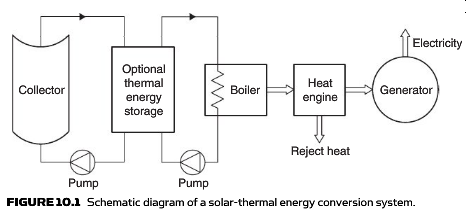 Collector
Optional
thermal
energy
storage
Boiler
Heat
engine
Generator
Electricity
Reject heat
Pump
Pump
FIGURE 10.1 Schematic diagram of a solar-thermal energy conversion system.